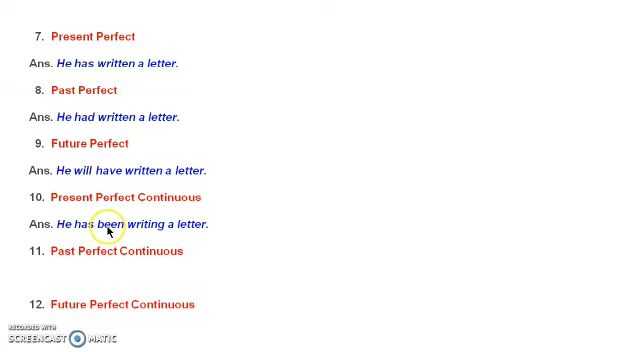 7. Present Perfect
Ans. He has written a letter.
8. Past Perfect
Ans. He had written a letter.
9. Future Perfect
Ans. He will have written a letter.
10. Present Perfect Continuous
Ans. He has been writing a letter.
11. Past Perfect Continuous
12. Future Perfect Continuous
RECORDED WITH
SCREENCAST MATIC